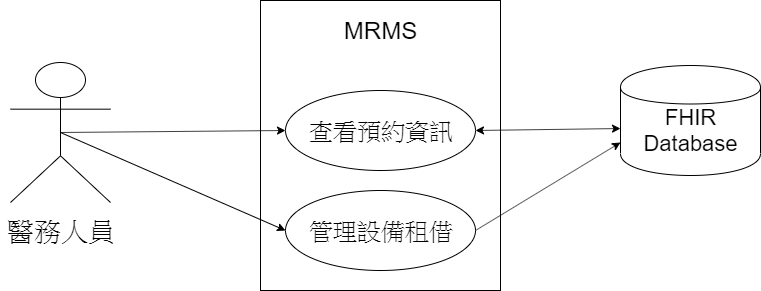 MRMS
查看預約資訊
FHIR
Database
管理設備租借
醫務人員